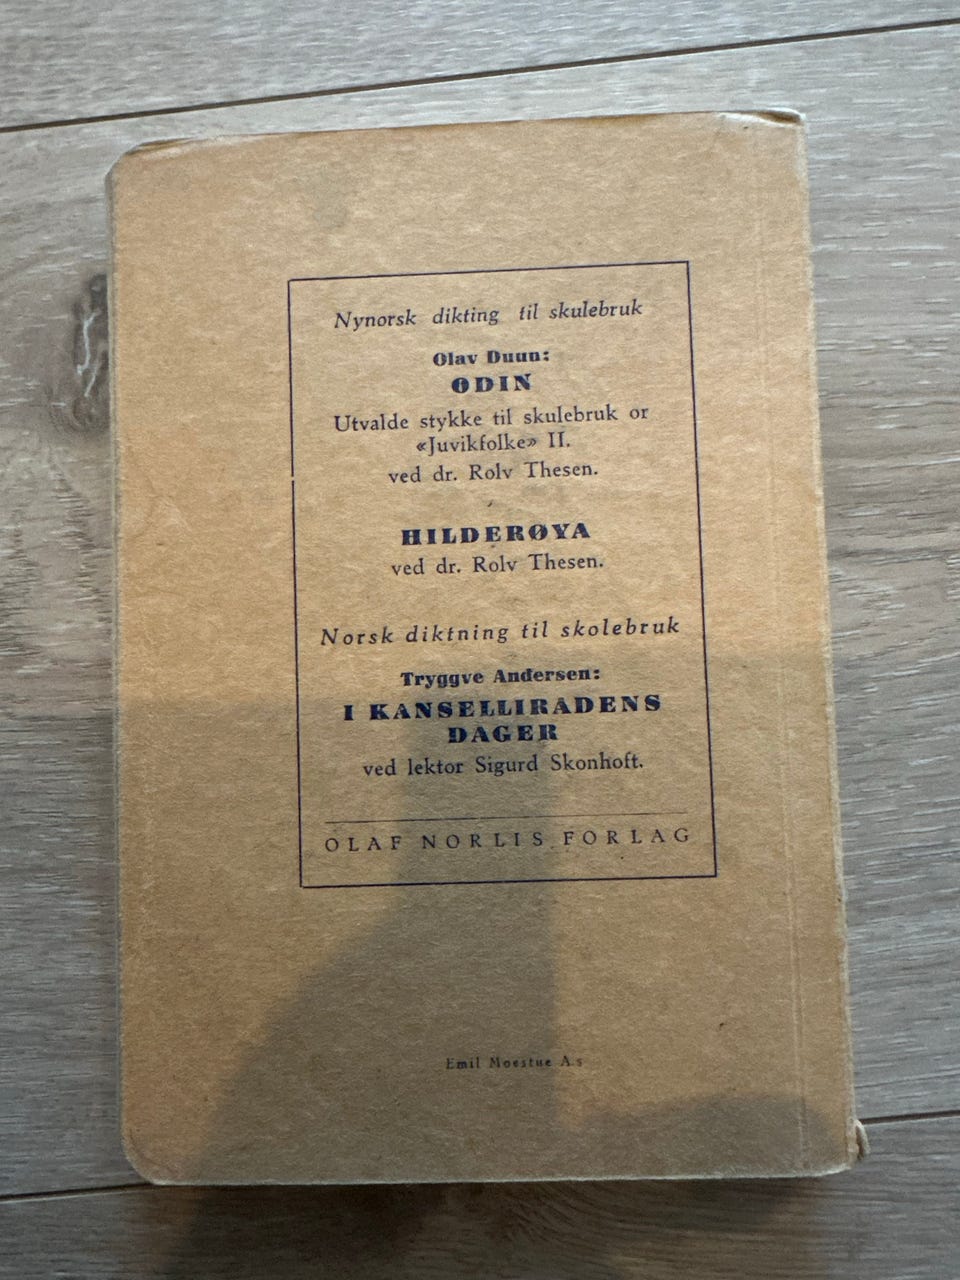 Nynorsk dikting til skulebruk
Olav Duun:
ODIN
Utvalde stykke til skulebruk or
«Juvikfolke» II.
ved dr. Rolv Thesen.
HILDERØYA
ved dr. Rolv Thesen.
Norsk diktning til skolebruk
Tryggve Andersen:
I KANSELLIRADENS
DAGER
ved lektor Sigurd Skonhoft.
OLAF NORLIS FORLAG
Emil Moestue A.s